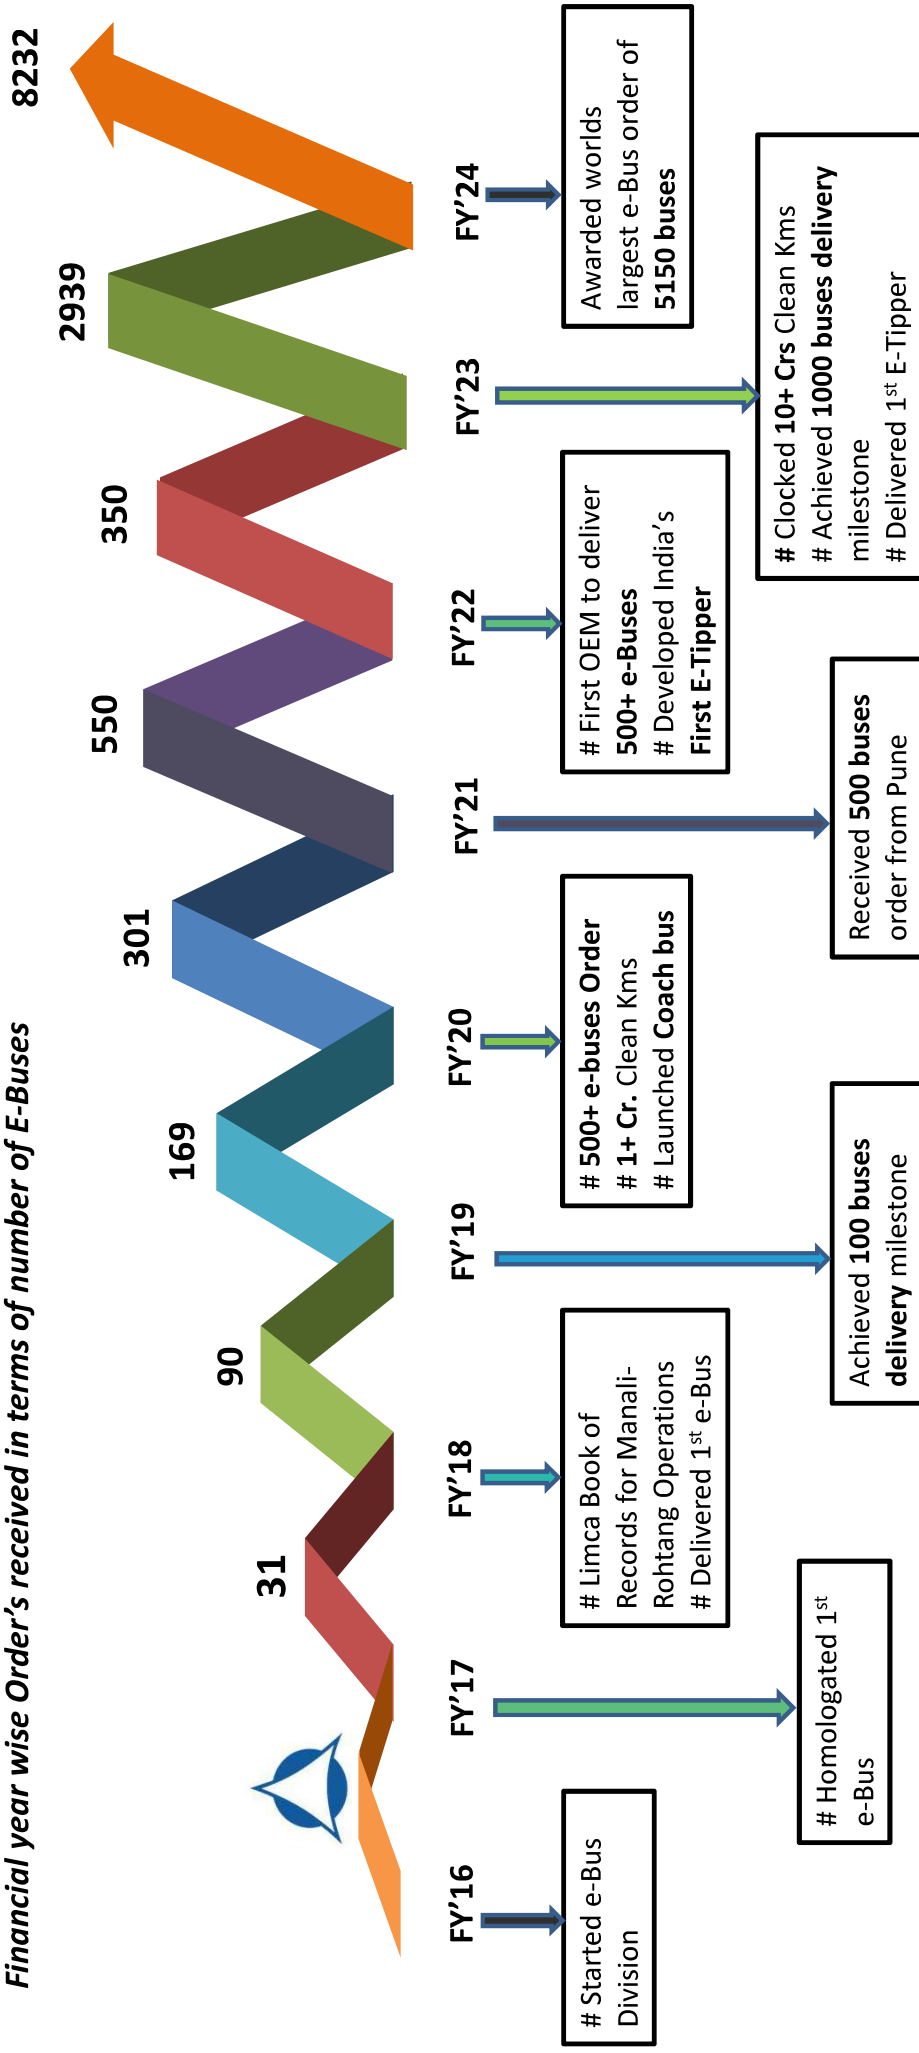 Financial year wise Order’s received in terms of number of E-Buses
31
90
169
301
550
350
2939
8232
FY’16
FY’17
FY’18
FY’19
FY’20
FY’21
FY’22
FY’23
FY’24
# Started e-Bus
Division
# Homologated 1st
e-Bus
# Limca Book of
Records for Manali-
Rohtang Operations
# Delivered 1st e-Bus
Achieved 100 buses
delivery milestone
# 500+ e-buses Order
# 1+ Cr. Clean Kms
# Launched Coach bus
Received 500 buses
order from Pune
# First OEM to deliver
500+ e-Buses
# Developed India’s
First E-Tipper
# Clocked 10+ Crs Clean Kms
# Achieved 1000 buses delivery
milestone
# Delivered 1st E-Tipper
Awarded worlds
largest e-Bus order of
5150 buses